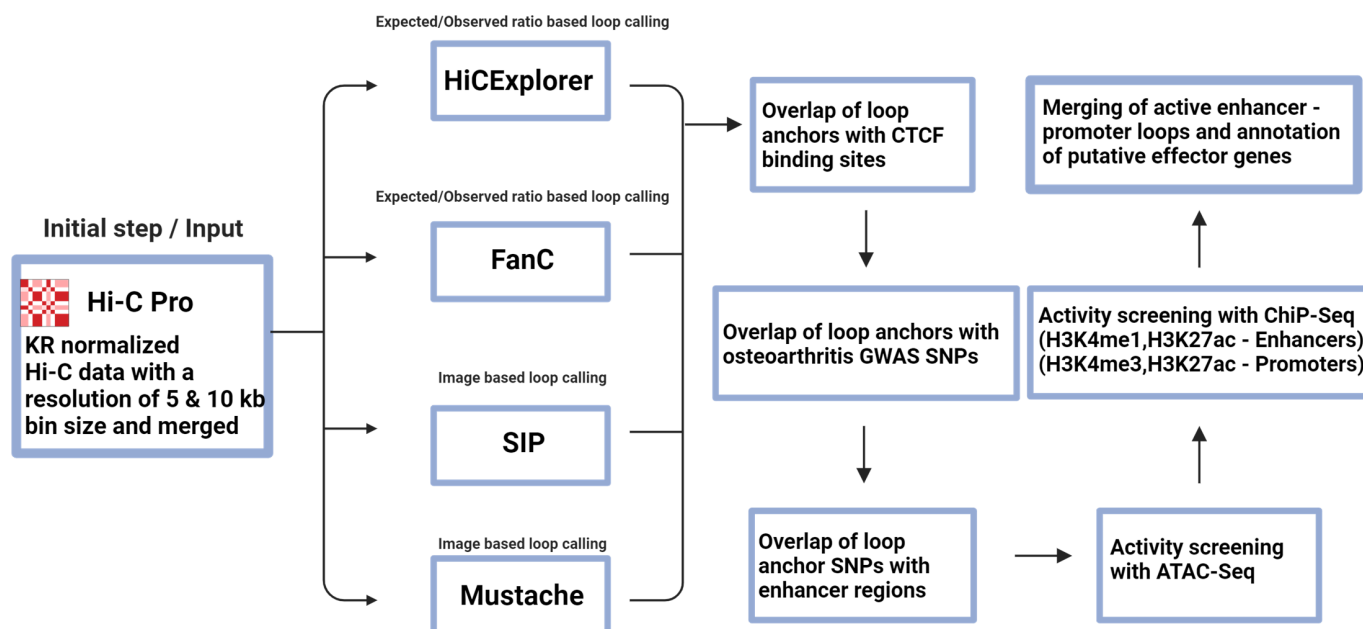 Initial step / Input
Hi-C Pro
KR normalized
Hi-C data with a
resolution of 5 & 10 kb
bin size and merged
Expected/Observed ratio based loop calling
HiCExplorer
Expected/Observed ratio based loop calling
FanC
Image based loop calling
SIP
Image based loop calling
Mustache
Overlap of loop
anchors with CTCF
binding sites
Overlap of loop anchors with
osteoarthritis GWAS SNPs
Overlap of loop
anchor SNPs with
enhancer regions
Activity screening
with ATAC-Seq
Activity screening with ChiP-Seq
(H3K4me1,H3K27ac - Enhancers)
(H3K4me3,H3K27ac - Promoters)
Merging of active enhancer -
promoter loops and annotation
of putative effector genes